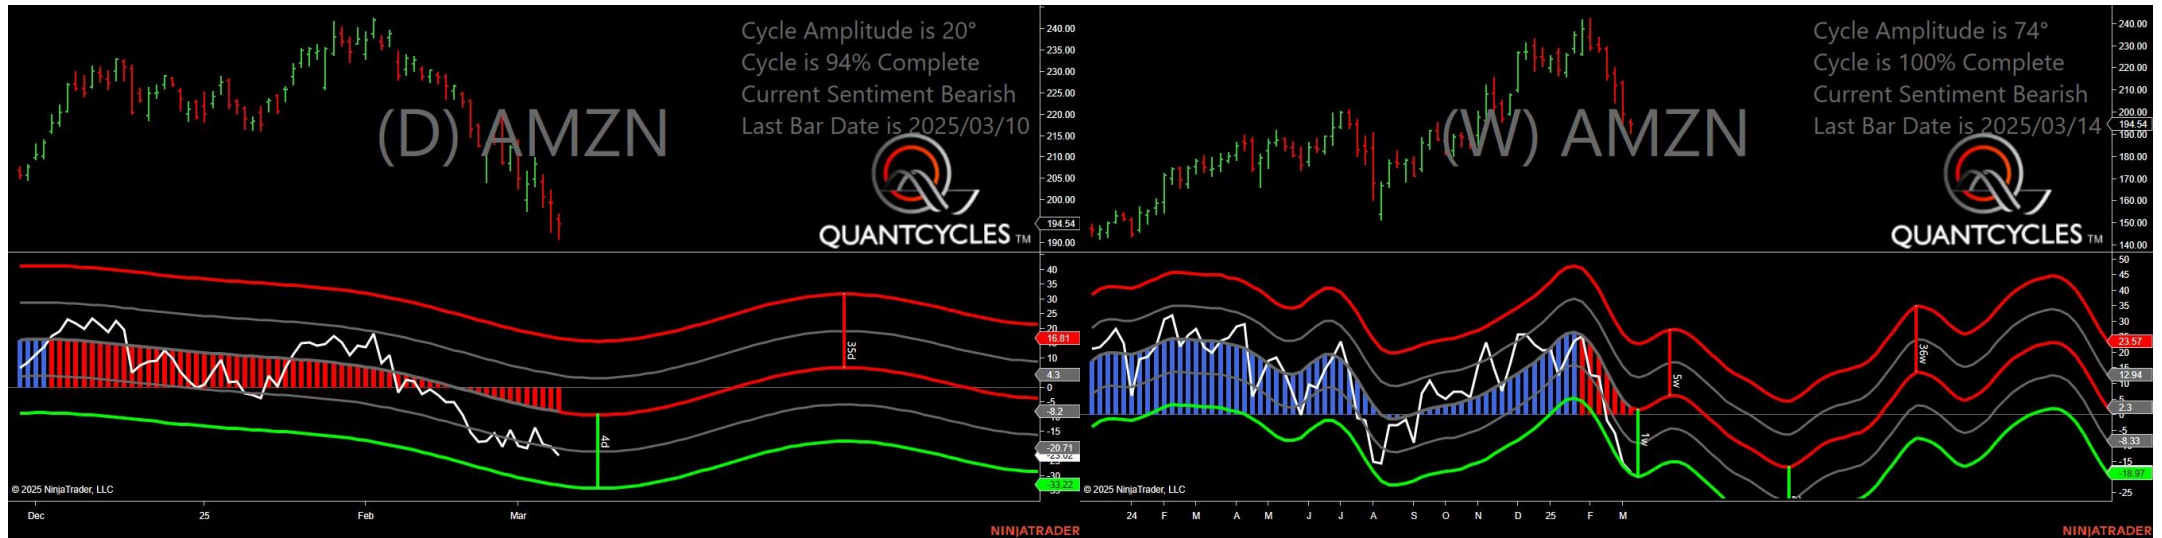 Cycle Amplitude is 20°
Cycle is 94% Complete
Current Sentiment Bearish
Last Bar Date is 2025/03/10
(D) AMZN
QUANTCYCLES TM
240.00
235.00
230.00
225.00
220.00
215.00
210.00
205.00
200.00
194.54
190.00
40
35
30
25
20
16.81
10
4.3
0
-5
-8.2
-15
-20.71
-23.02
-30
-33.22
35d
4d
© 2025 NinjaTrader, LLC
Dec
25
Feb
Mar
NINJATRADER
Cycle Amplitude is 74°
Cycle is 100% Complete
Current Sentiment Bearish
Last Bar Date is 2025/03/14
(W) AMZN
QUANTCYCLES TM
240.00
230.00
220.00
210.00
200.00
194.54
190.00
180.00
170.00
160.00
150.00
140.00
50
45
40
35
30
23.57
20
12.94
10
5
2.3
-5
-8.33
-15
-18.97
-25
5w
36w
1w
© 2025 NinjaTrader, LLC
24 F M A M J J A S O N D 25 F M
NINJATRADER